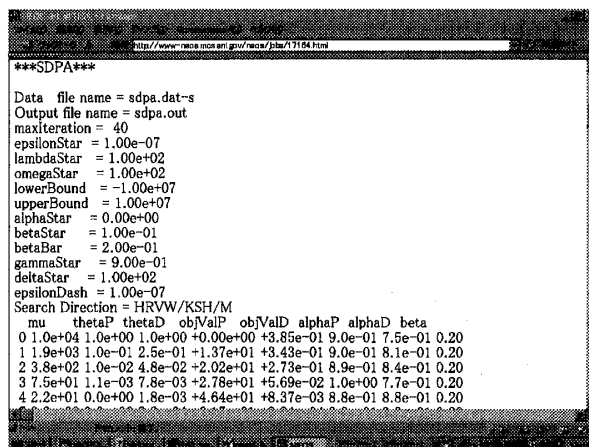 http://www-neos.mcs.anl.gov/neos/jobs/17164.html
***SDPA***
Data file name = sdpa.dat-s
Output file name = sdpa.out
maxIteration = 40
epsilonStar = 1.00e-07
lambdaStar = 1.00e+02
omegaStar = 1.00e+02
lowerBound = -1.00e+07
upperBound = 1.00e+07
alphaStar = 0.00e+00
betaStar = 1.00e-01
betaBar = 2.00e-01
gammaStar = 9.00e-01
deltaStar = 1.00e+02
epsilonDash = 1.00e-07
Search Direction = HRVW/KSH/M
mu thetaP thetaD objValP objValD alphaP alphaD beta
0 1.0e+04 1.0e+00 1.0e+00 +0.00e+00 +3.85e-01 9.0e-01 7.5e-01 0.20
1 1.9e+03 1.0e-01 2.5e-01 +1.37e+01 +3.43e-01 9.0e-01 8.1e-01 0.20
2 3.8e+02 1.0e-02 4.8e-02 +2.02e+01 +2.73e-01 8.9e-01 8.4e-01 0.20
3 7.5e+01 1.1e-03 7.8e-03 +2.78e+01 +5.69e-02 1.0e+00 7.7e-01 0.20
4 2.2e+01 0.0e+00 1.8e-03 +4.64e+01 +8.37e-03 8.8e-01 8.8e-01 0.20